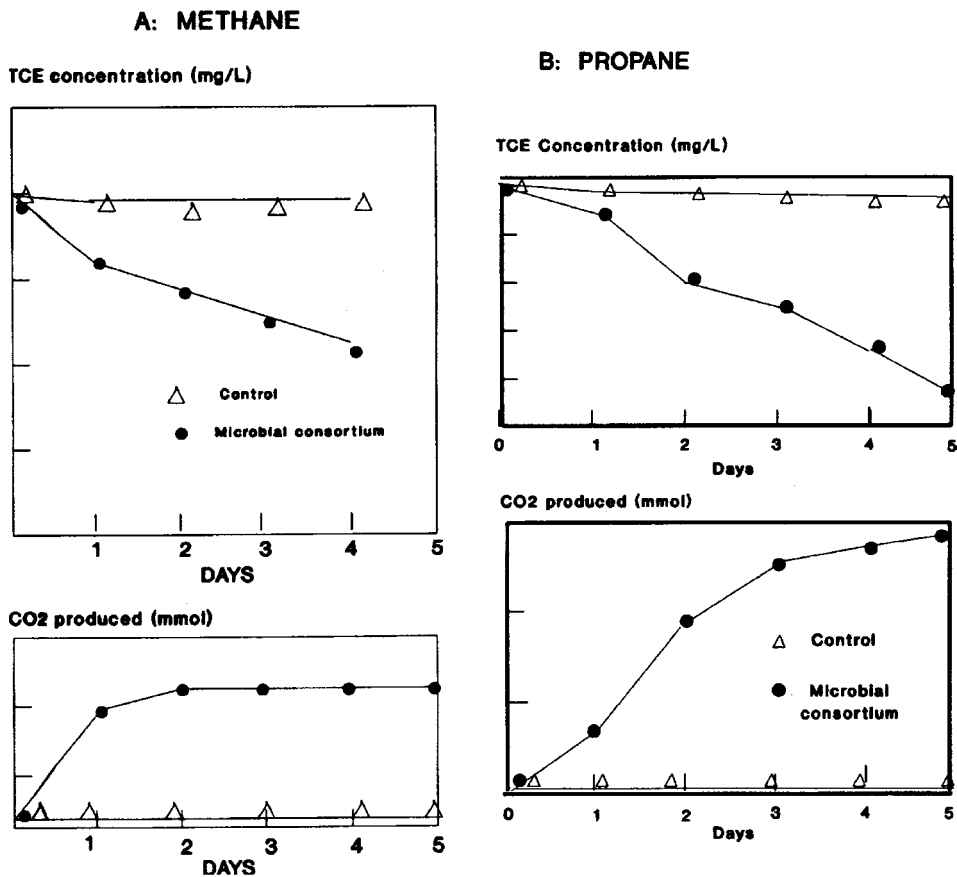 A: METHANE
TCE concentration (mg/L)
Control
Microbial consortium
1 2 3 4 5
DAYS
CO2 produced (mmol)
1 2 3 4 5
DAYS
B: PROPANE
TCE Concentration (mg/L)
0 1 2 3 4 5
Days
CO2 produced (mmol)
Control
Microbial
consortium
0 1 2 3 4 5
Days